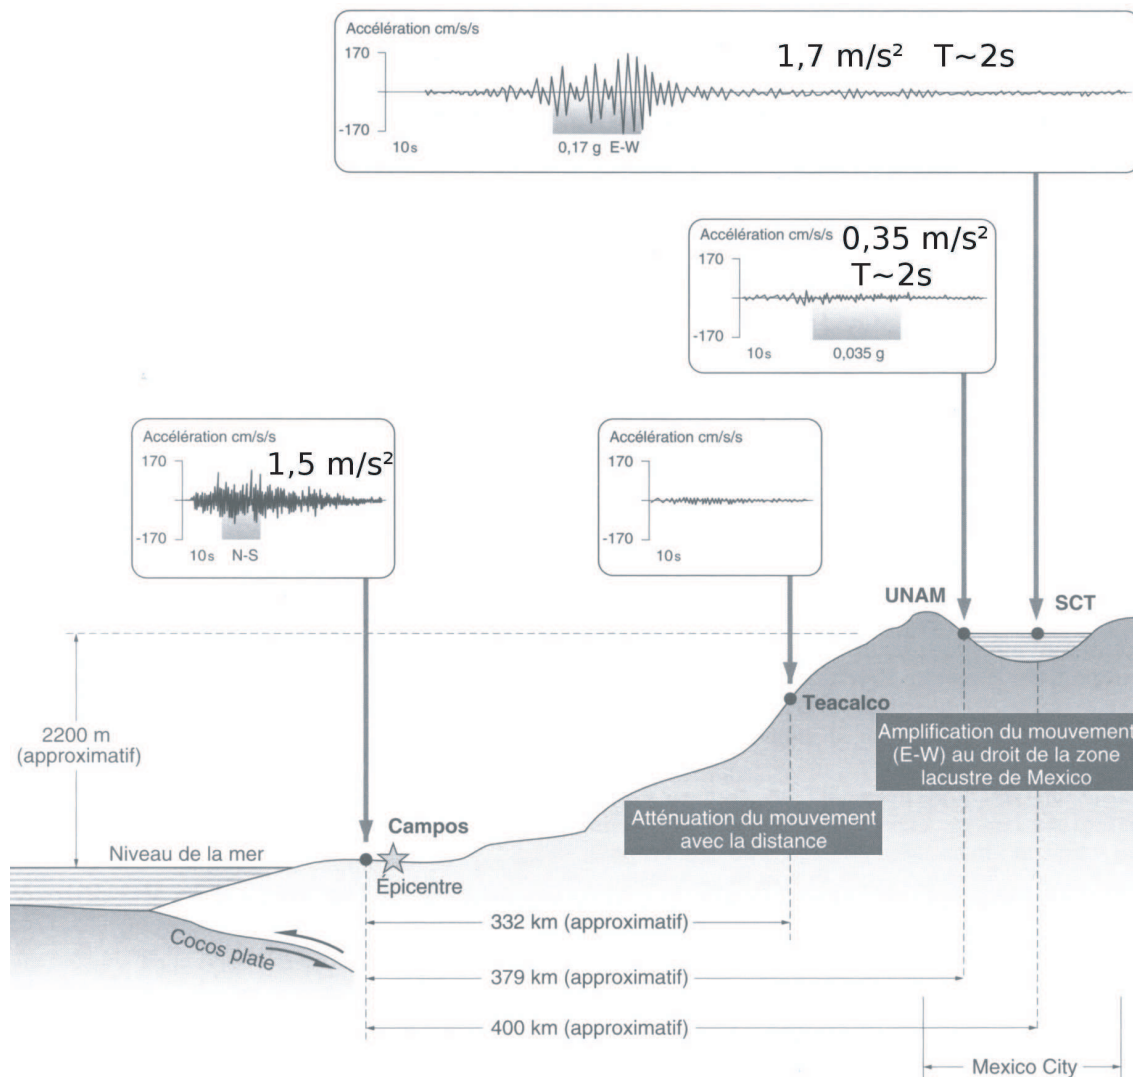 Accélération cm/s/s
170
-170
1,7 m/s² T~2s
10s
0,17 g E-W
Accélération cm/s/s
0,35 m/s²
T~2s
170
-170
10s
0,035 g
Accélération cm/s/s
170
-170
1,5 m/s²
10s N-S
Accélération cm/s/s
170
-170
10s
UNAM
SCT
2200 m
(approximatif)
Teacalco
Amplification du mouvement
(E-W) au droit de la zone
lacustre de Mexico
Atténuation du mouvement
avec la distance
Campos
Niveau de la mer
Épicentre
Cocos plate
332 km (approximatif)
379 km (approximatif)
400 km (approximatif)
Mexico City